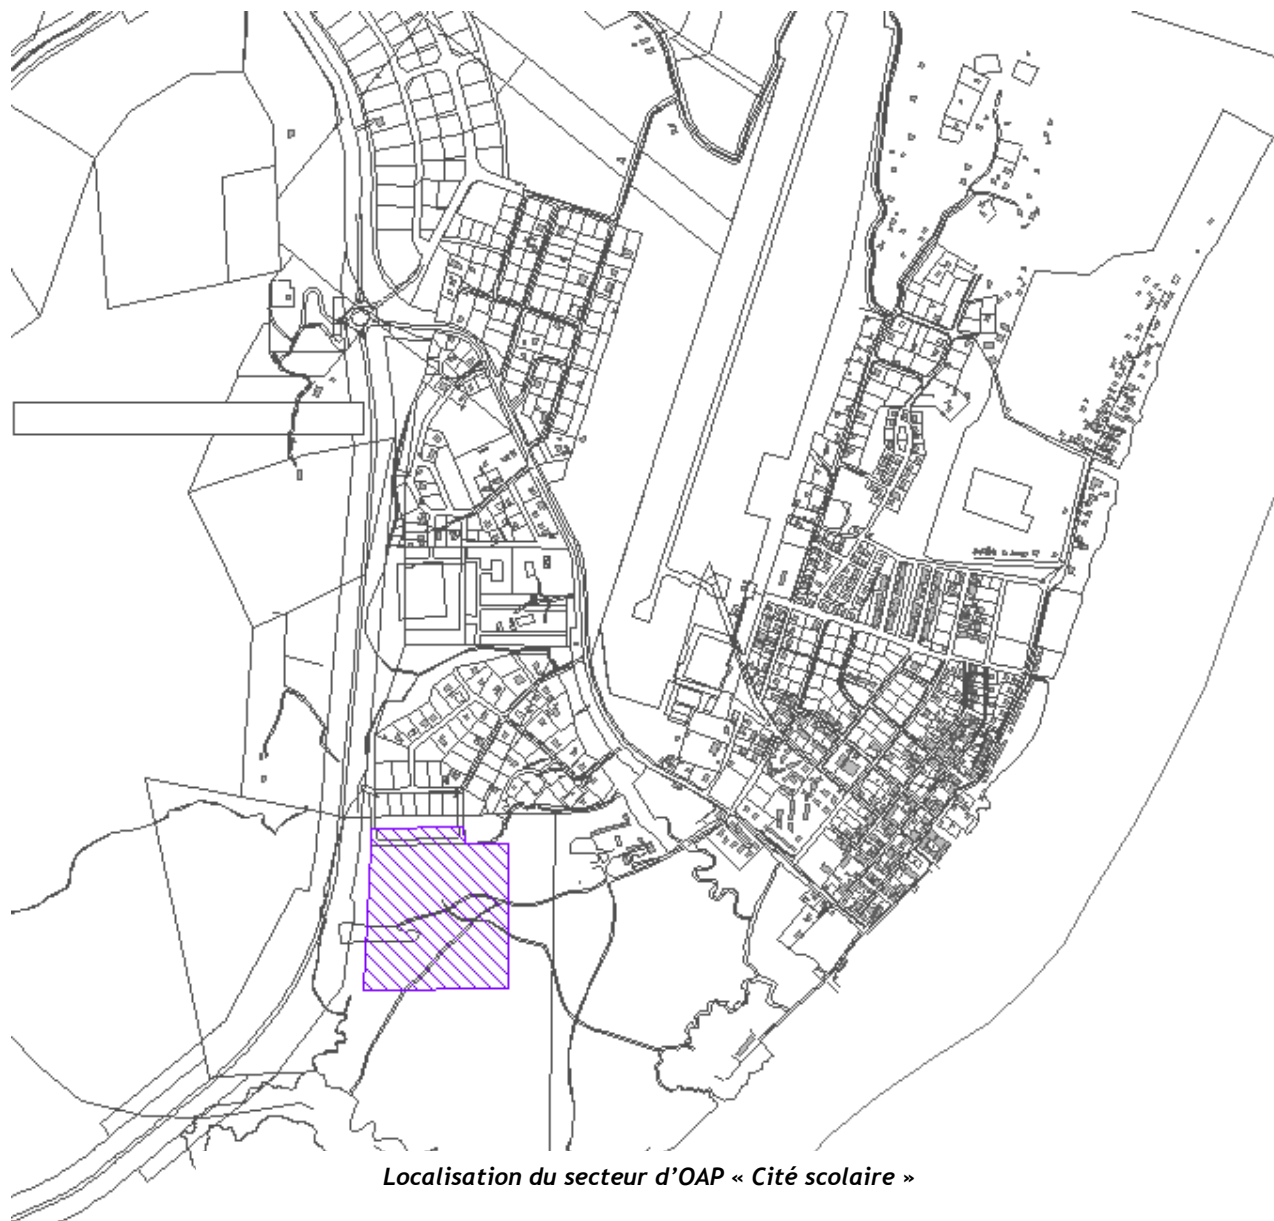 Localisation du secteur d’OAP « Cité scolaire »